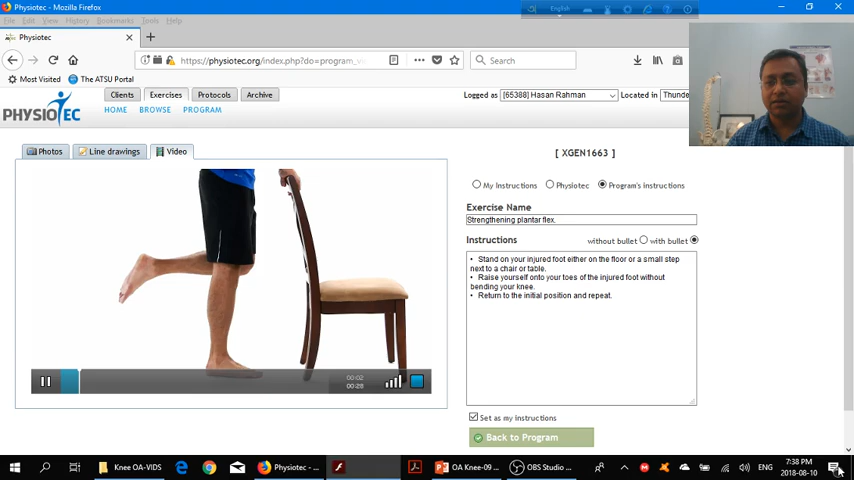 Physiotec - Mozilla Firefox
English
File Edit View History Bookmarks Tools Help
Physiotec
https://physiotec.org/index.php?do=program_v
Search
Most Visited
The ATSU Portal
PHYSIOTEC
Clients Exercises Protocols Archive
Logged as [65388] Hasan Rahman Located in Thunde
HOME BROWSE PROGRAM
Photos Line drawings Video
[ XGEN1663 ]
My Instructions Physiotec Program's instructions
Exercise Name
Strengthening plantar flex.
Instructions without bullet with bullet
• Stand on your injured foot either on the floor or a small step
next to a chair or table.
• Raise yourself onto your toes of the injured foot without
bending your knee.
• Return to the initial position and repeat.
00:02
00:28
Set as my instructions
Back to Program
Knee OA-VIDS
Physiotec - ...
OA Knee-09 ...
OBS Studio ...
ENG
7:38 PM
2018-08-10